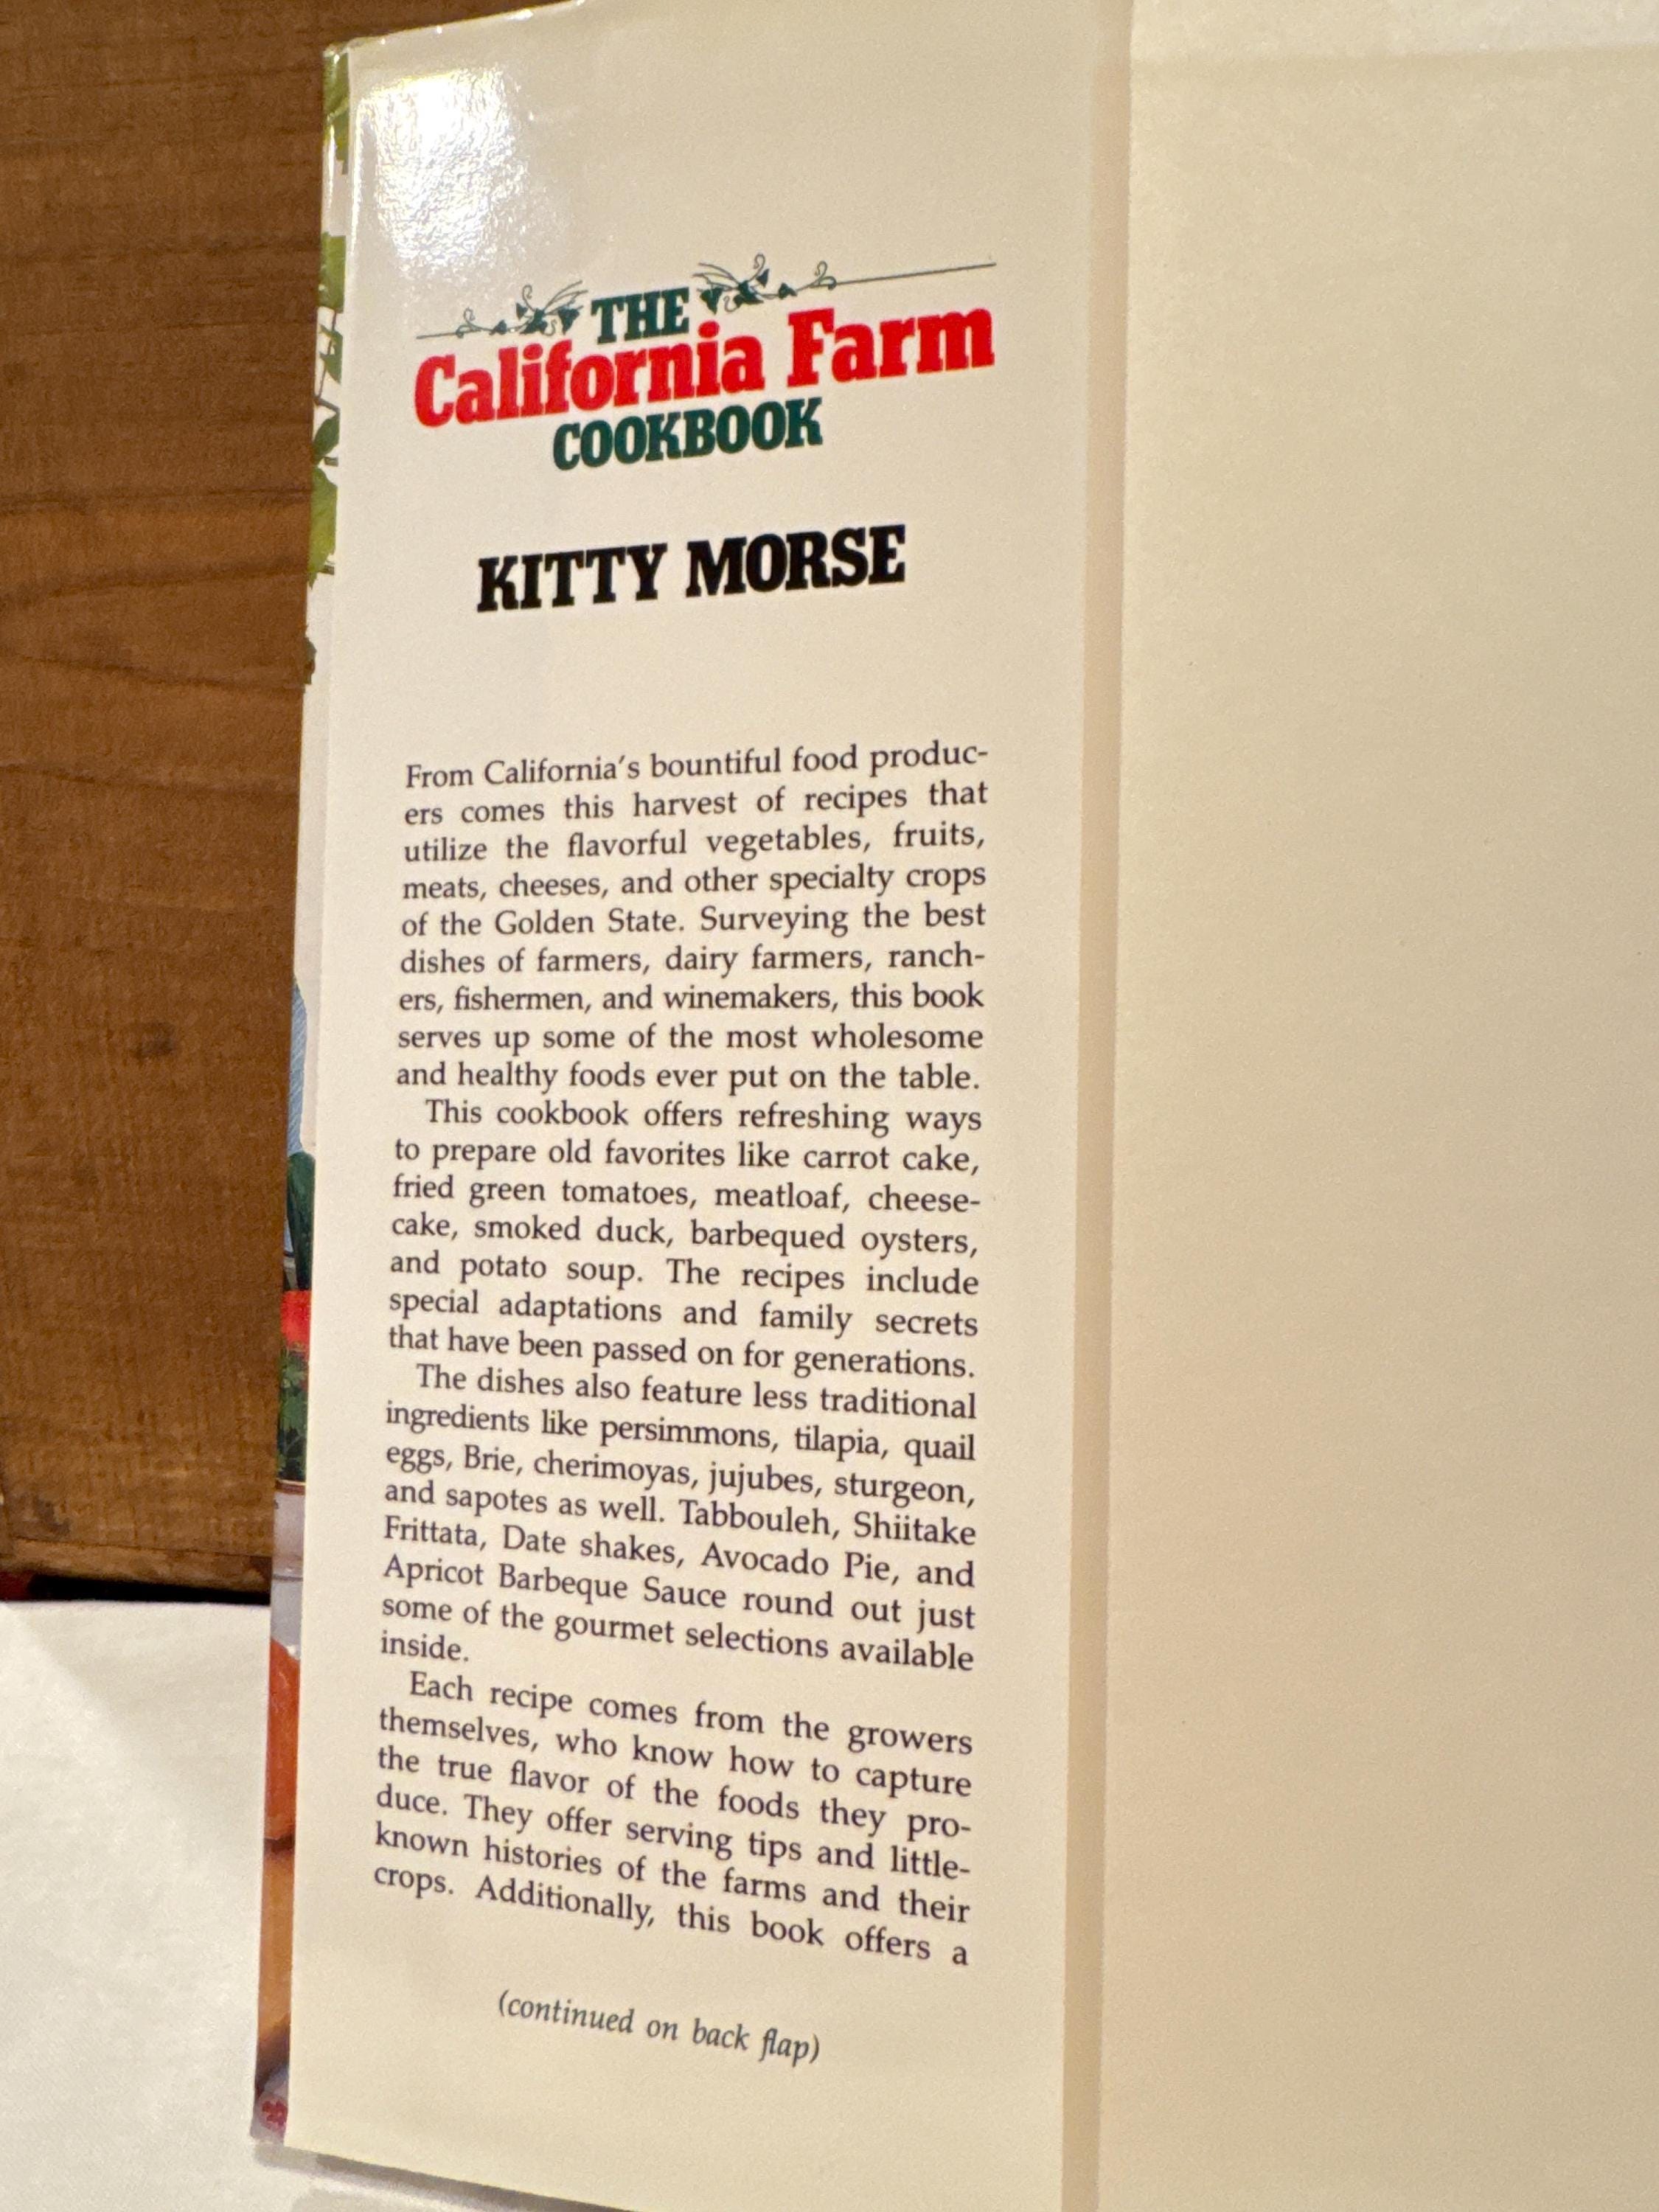 THE
California Farm
COOKBOOK
KITTY MORSE
From California's bountiful food produc-
ers comes this harvest of recipes that
utilize the flavorful vegetables, fruits,
meats, cheeses, and other specialty crops
of the Golden State. Surveying the best
dishes of farmers, dairy farmers, ranch-
ers, fishermen, and winemakers, this book
serves up some of the most wholesome
and healthy foods ever put on the table.
This cookbook offers refreshing ways
to prepare old favorites like carrot cake,
fried green tomatoes, meatloaf, cheese-
cake, smoked duck, barbequed oysters,
and potato soup. The recipes include
special adaptations and family secrets
that have been passed on for generations.
The dishes also feature less traditional
ingredients like persimmons, tilapia, quail
eggs, Brie, cherimoyas, jujubes, sturgeon,
and sapotes as well. Tabbouleh, Shiitake
Frittata, Date shakes, Avocado Pie, and
Apricot Barbeque Sauce round out just
some of the gourmet selections available
inside.
Each recipe comes from the growers
themselves, who know how to capture
the true flavor of the foods they pro-
duce. They offer serving tips and little-
known histories of the farms and their
crops. Additionally, this book offers a
(continued on back flap)